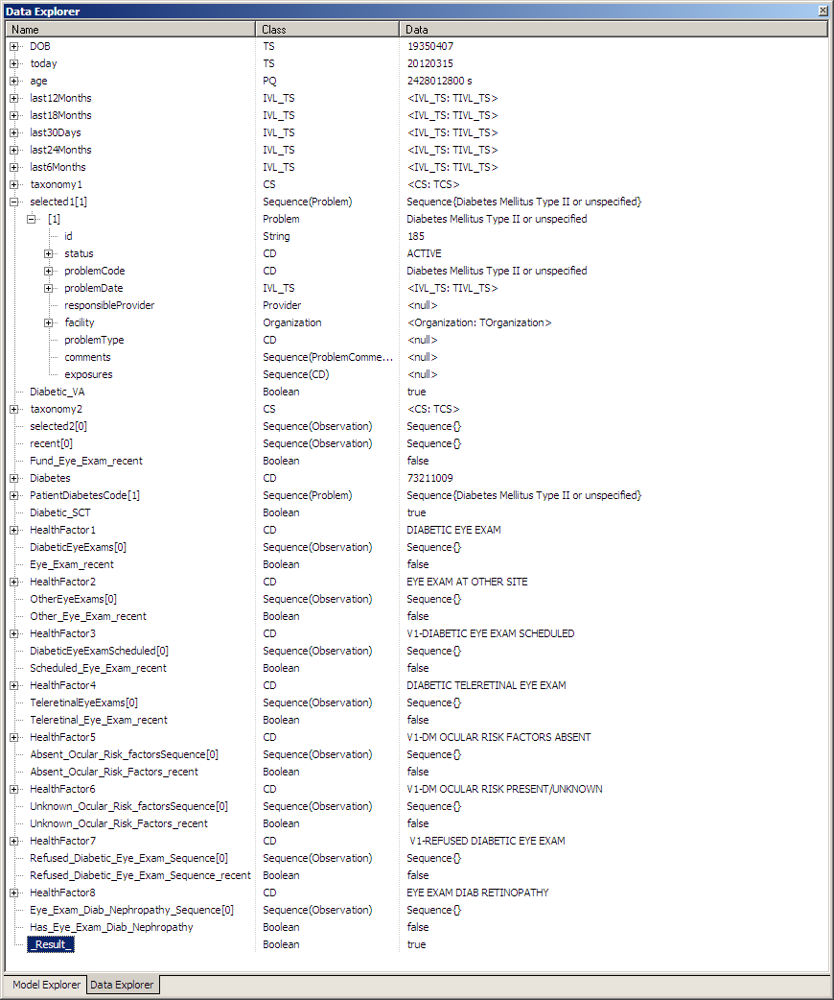 Data Explorer
Name Class Data
DOB TS 19350407
today TS 20120315
age PQ 2428012800 s
last12Months IVL_TS <IVL_TS: TIVL_TS>
last18Months IVL_TS <IVL_TS: TIVL_TS>
last30Days IVL_TS <IVL_TS: TIVL_TS>
last24Months IVL_TS <IVL_TS: TIVL_TS>
last6Months IVL_TS <IVL_TS: TIVL_TS>
taxonomy1 CS <CS: TCS>
selected1[1] Sequence(Problem) Sequence{Diabetes Mellitus Type II or unspecified}
[1] Problem Diabetes Mellitus Type II or unspecified
id String 185
status CD ACTIVE
problemCode CD Diabetes Mellitus Type II or unspecified
problemDate IVL_TS <IVL_TS: TIVL_TS>
responsibleProvider Provider <null>
facility Organization <Organization: TOrganization>
problemType CD <null>
comments Sequence(ProblemComme... <null>
exposures Sequence(CD) <null>
Diabetic_VA Boolean true
taxonomy2 CS <CS: TCS>
selected2[0] Sequence(Observation) Sequence{}
recent[0] Sequence(Observation) Sequence{}
Fund_Eye_Exam_recent Boolean false
Diabetes CD 73211009
PatientDiabetesCode[1] Sequence(Problem) Sequence{Diabetes Mellitus Type II or unspecified}
Diabetic_SCT Boolean true
HealthFactor1 CD DIABETIC EYE EXAM
DiabeticEyeExams[0] Sequence(Observation) Sequence{}
Eye_Exam_recent Boolean false
HealthFactor2 CD EYE EXAM AT OTHER SITE
OtherEyeExams[0] Sequence(Observation) Sequence{}
Other_Eye_Exam_recent Boolean false
HealthFactor3 CD V1-DIABETIC EYE EXAM SCHEDULED
DiabeticEyeExamScheduled[0] Sequence(Observation) Sequence{}
Scheduled_Eye_Exam_recent Boolean false
HealthFactor4 CD DIABETIC TELERETINAL EYE EXAM
TeleretinalEyeExams[0] Sequence(Observation) Sequence{}
Teleretinal_Eye_Exam_recent Boolean false
HealthFactor5 CD V1-DM OCULAR RISK FACTORS ABSENT
Absent_Ocular_Risk_factorsSequence[0] Sequence(Observation) Sequence{}
Absent_Ocular_Risk_Factors_recent Boolean false
HealthFactor6 CD V1-DM OCULAR RISK PRESENT/UNKNOWN
Unknown_Ocular_Risk_factorsSequence[0] Sequence(Observation) Sequence{}
Unknown_Ocular_Risk_Factors_recent Boolean false
HealthFactor7 CD V1-REFUSED DIABETIC EYE EXAM
Refused_Diabetic_Eye_Exam_Sequence[0] Sequence(Observation) Sequence{}
Refused_Diabetic_Eye_Exam_Sequence_recent Boolean false
HealthFactor8 CD EYE EXAM DIAB RETINOPATHY
Eye_Exam_Diab_Nephropathy_Sequence[0] Sequence(Observation) Sequence{}
Has_Eye_Exam_Diab_Nephropathy Boolean false
_Result_ Boolean true
Model Explorer Data Explorer